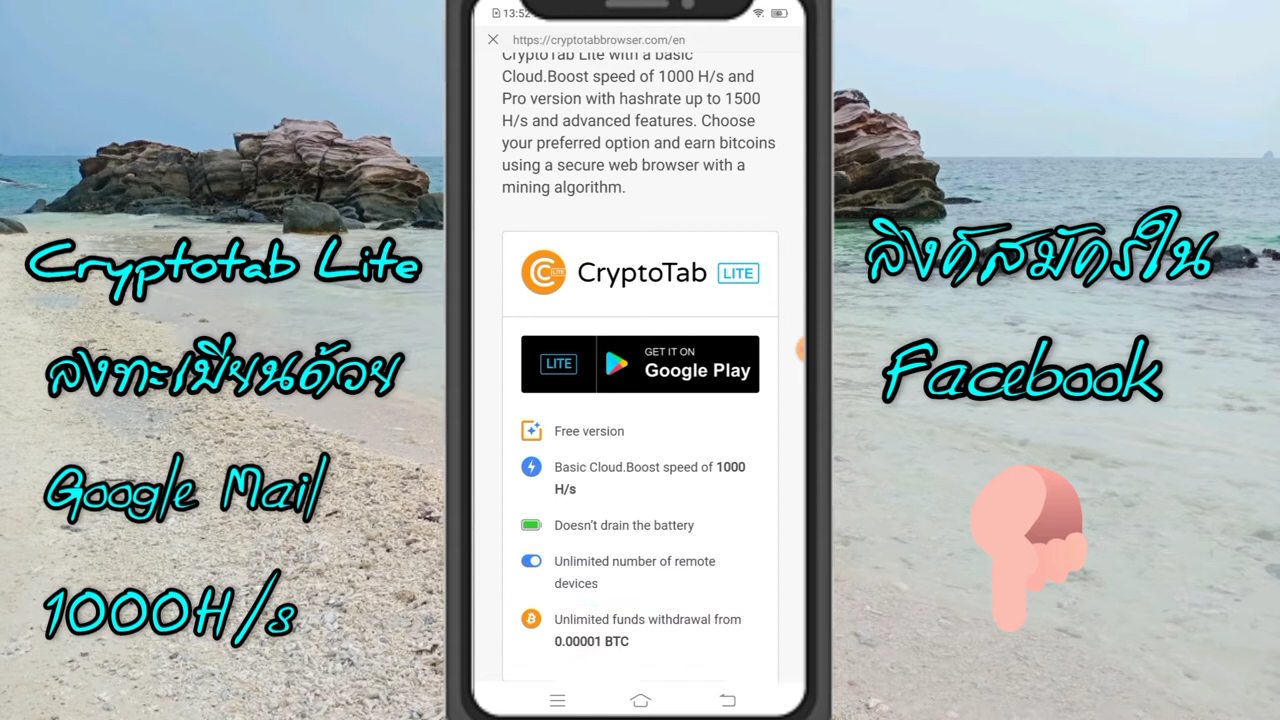 Cryptotab Lite
ลงทะเบียนด้วย
Google Mail
1000H/s
13:52
https://cryptotabbrowser.com/en
CryptoTab Lite with a basic
Cloud.Boost speed of 1000 H/s and
Pro version with hashrate up to 1500
H/s and advanced features. Choose
your preferred option and earn bitcoins
using a secure web browser with a
mining algorithm.
CryptoTab LITE
LITE GET IT ON
Google Play
Free version
Basic Cloud.Boost speed of 1000
H/s
Doesn't drain the battery
Unlimited number of remote
devices
Unlimited funds withdrawal from
0.00001 BTC
ลิงค์สมัครใน
Facebook